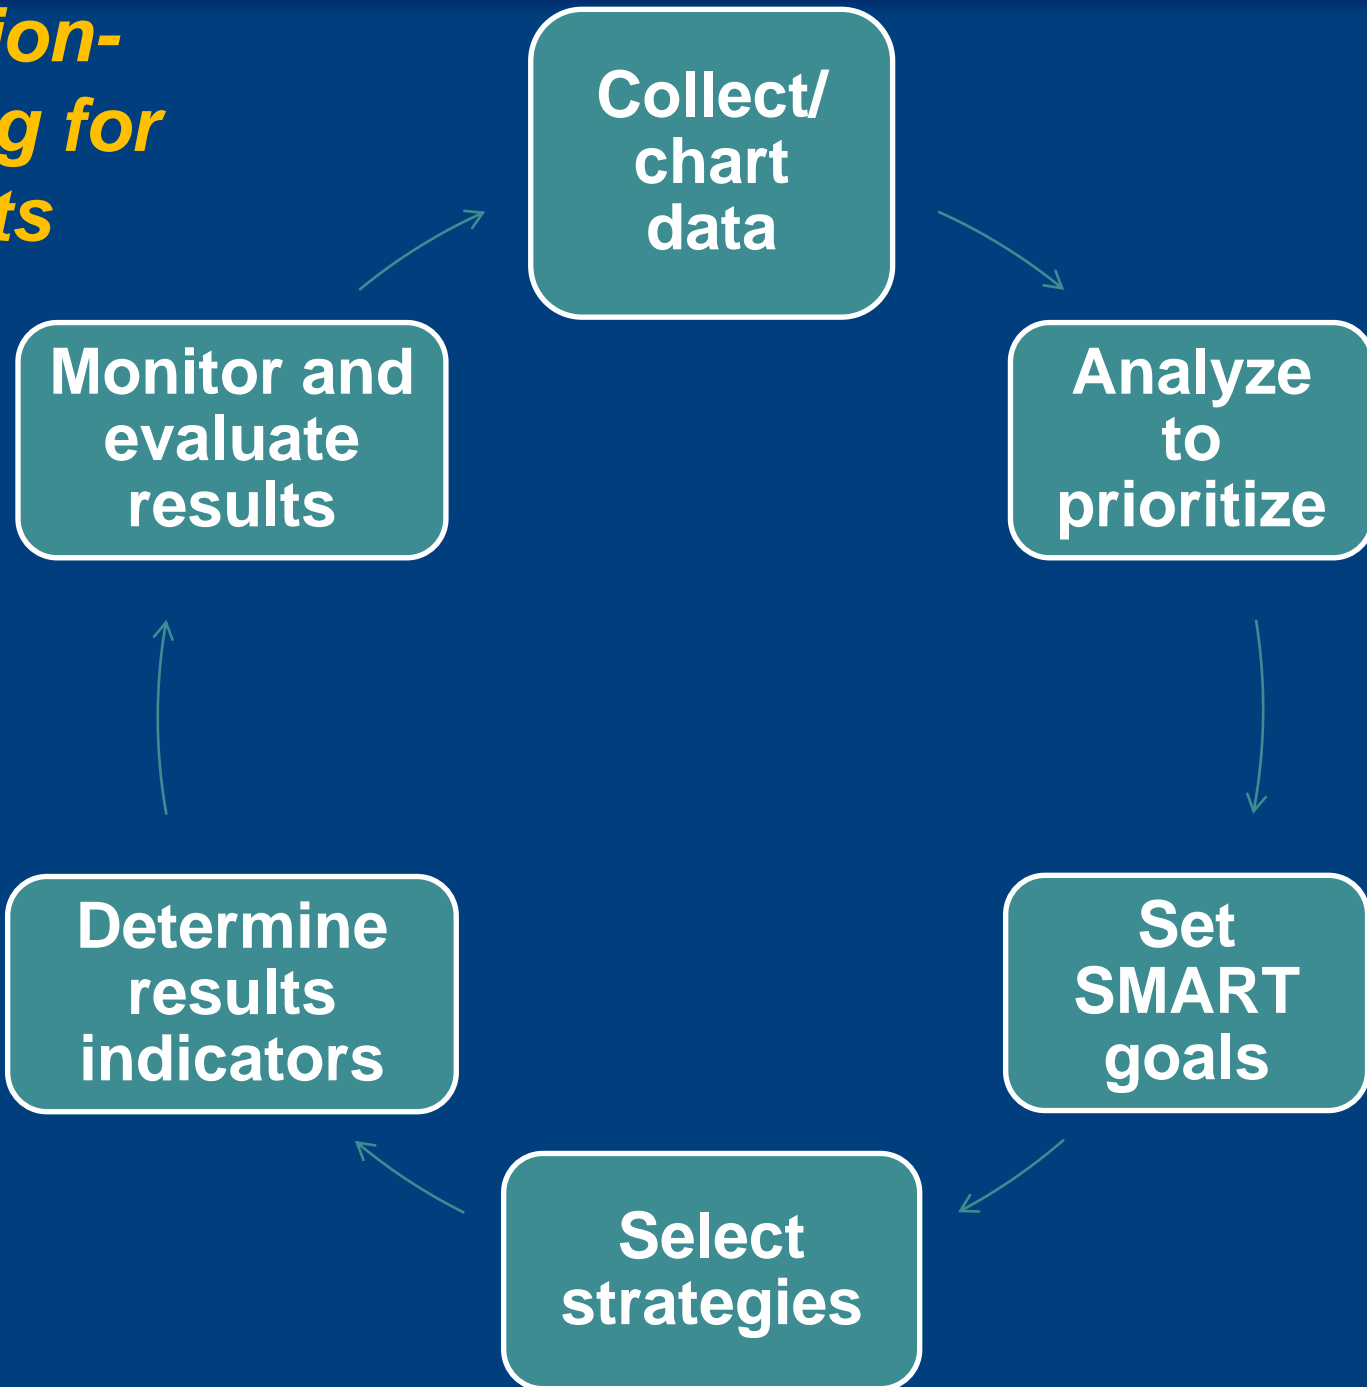 ion-
g for
ts
Collect/
chart
data
Analyze
to
prioritize
Set
SMART
goals
Select
strategies
Determine
results
indicators
Monitor and
evaluate
results